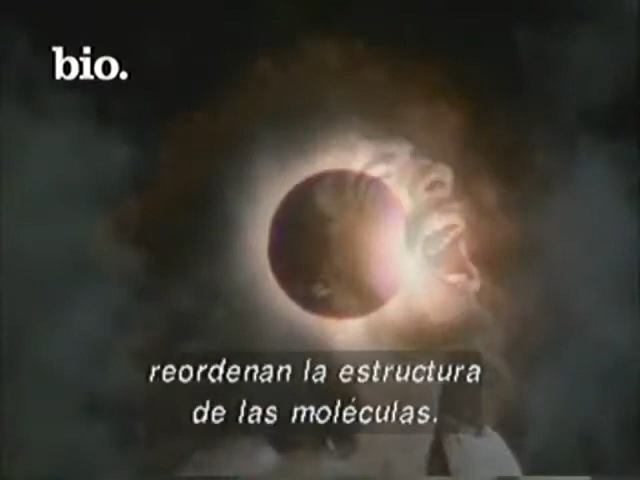 bio.
reordenan la estructura
de las moléculas.